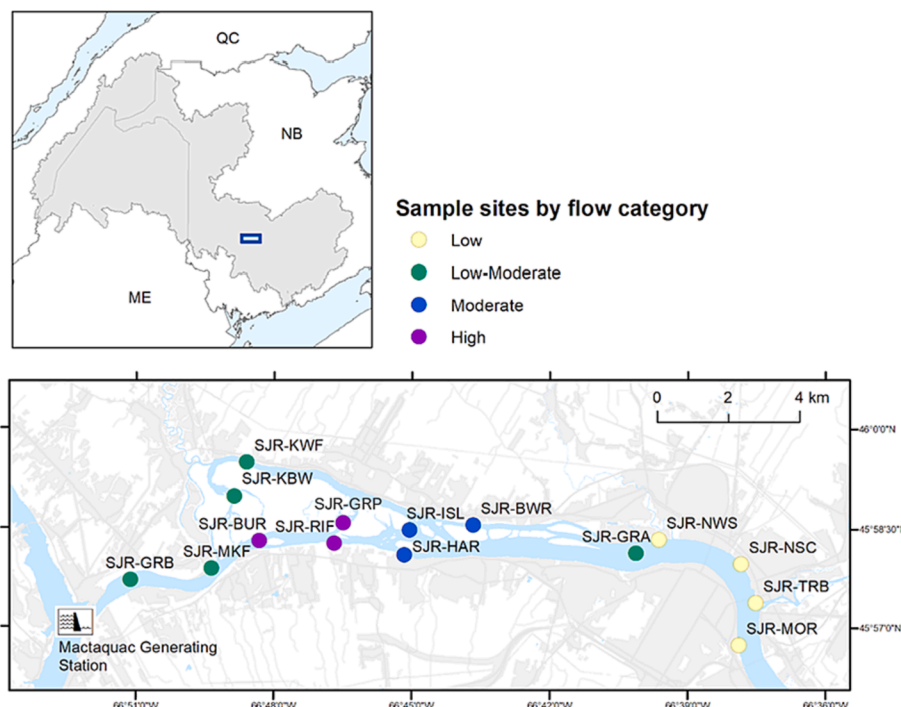 QC
NB
ME
Sample sites by flow category
Low
Low-Moderate
Moderate
High
0 2 4 km
46°0'0"N
SJR-KWF
SJR-KBW
SJR-GRP
SJR-ISL
SJR-BWR
SJR-BUR
SJR-RIF
SJR-NWS
45°58'30"N
SJR-GRA
SJR-HAR
SJR-MKF
SJR-NSC
SJR-GRB
SJR-TRB
SJR-MOR
45°57'0"N
Mactaquac Generating
Station
66°51'0"W 66°48'0"W 66°45'0"W 66°42'0"W 66°39'0"W 66°36'0"W